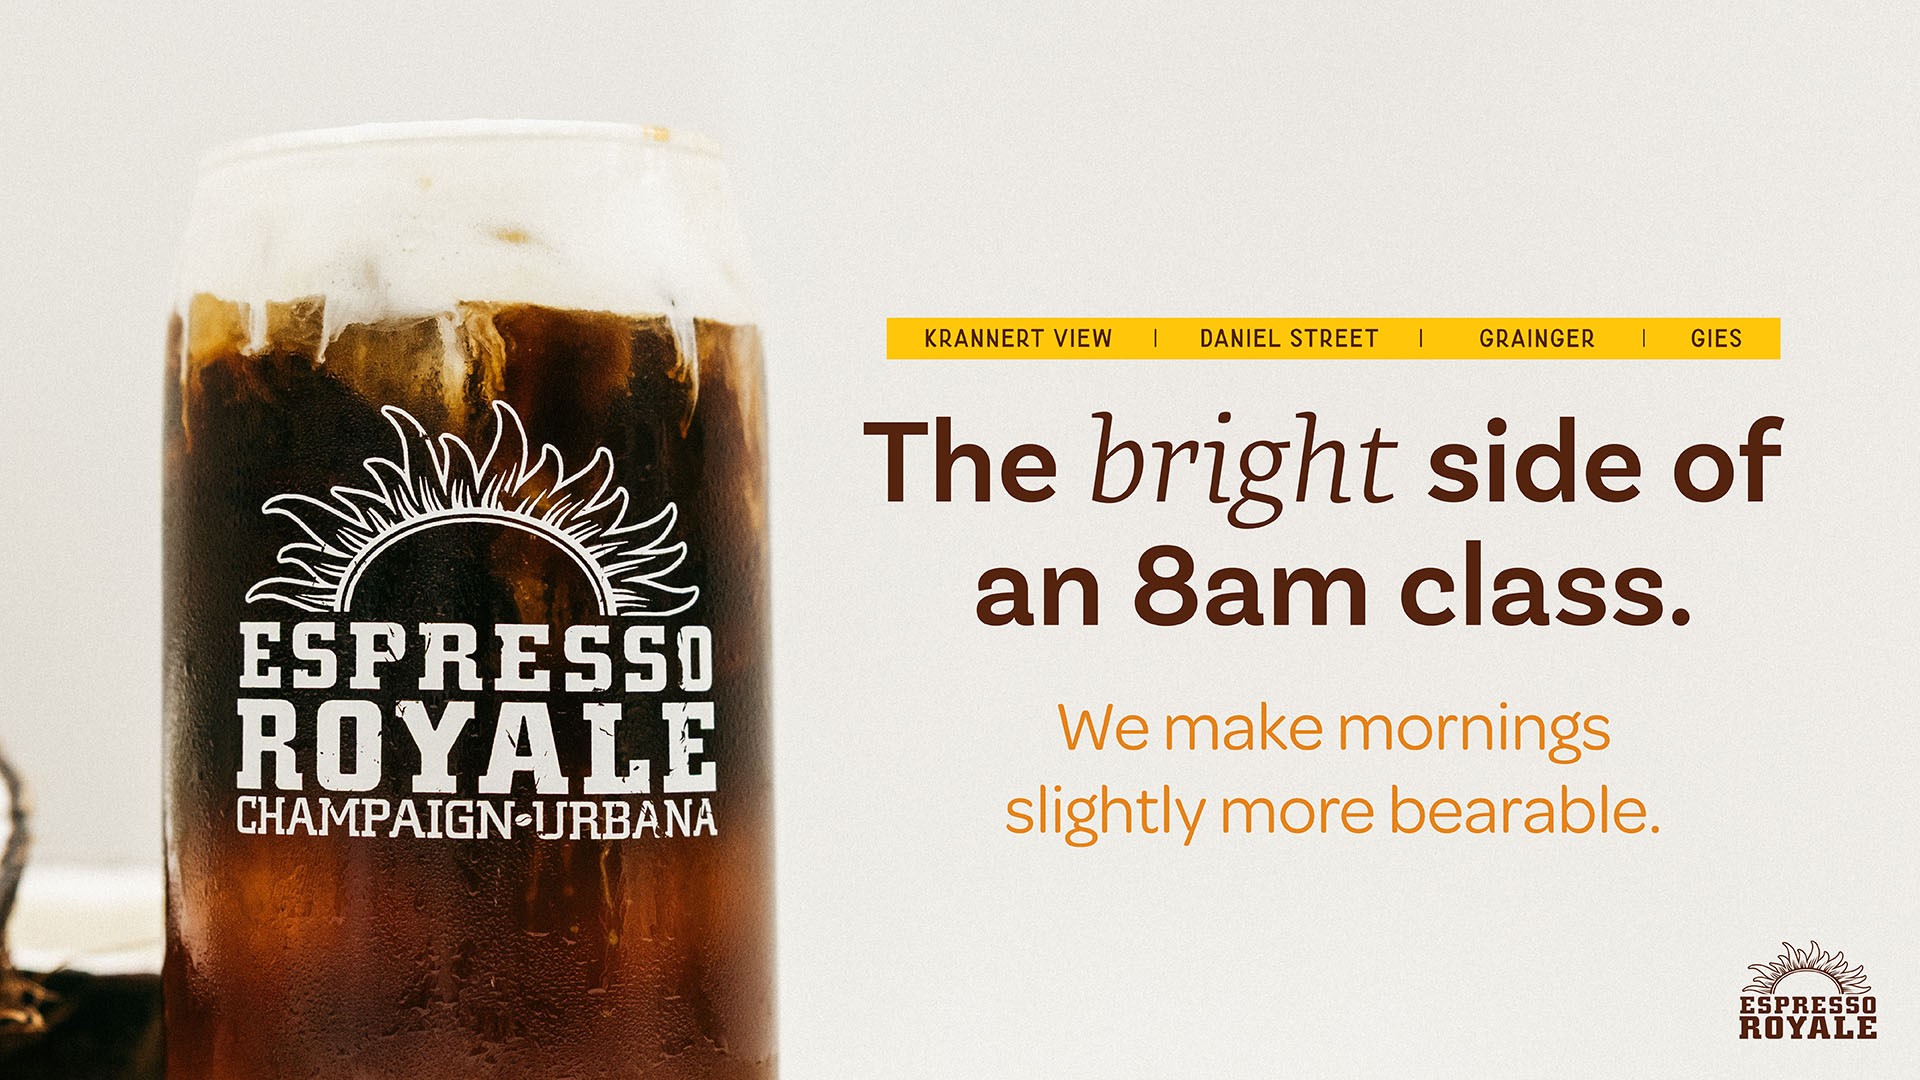 ESPRESSO
ROYALE
CHAMPAIGN•URBANA
KRANNERT VIEW | DANIEL STREET | GRAINGER | GIES
The bright side of
an 8am class.
We make mornings
slightly more bearable.
ESPRESSO
ROYALE